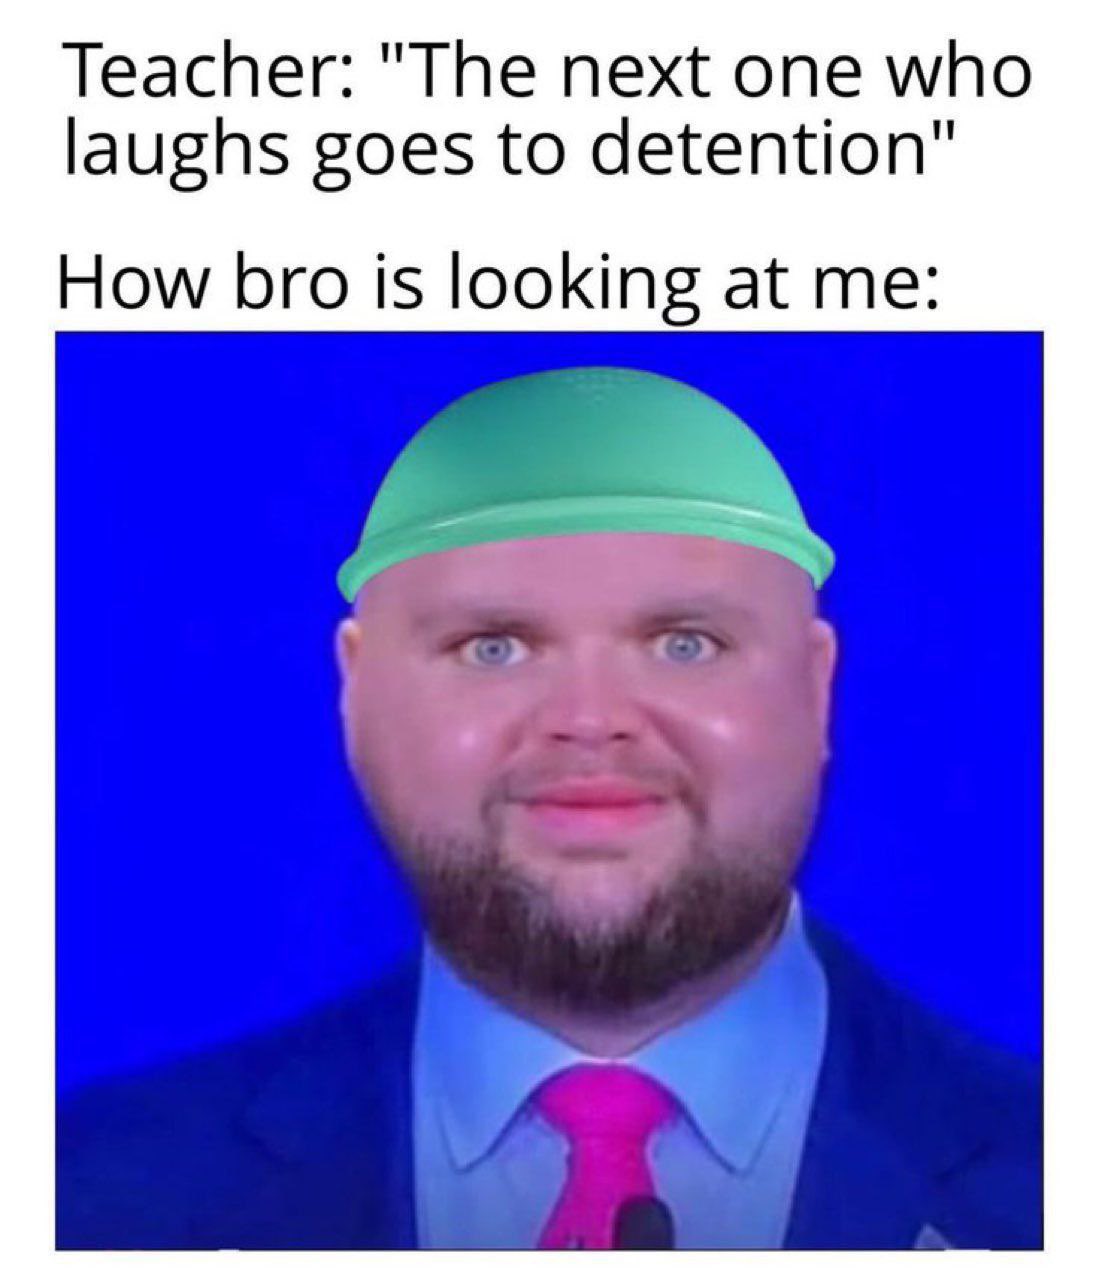 Teacher: "The next one who
laughs goes to detention"
How bro is looking at me: